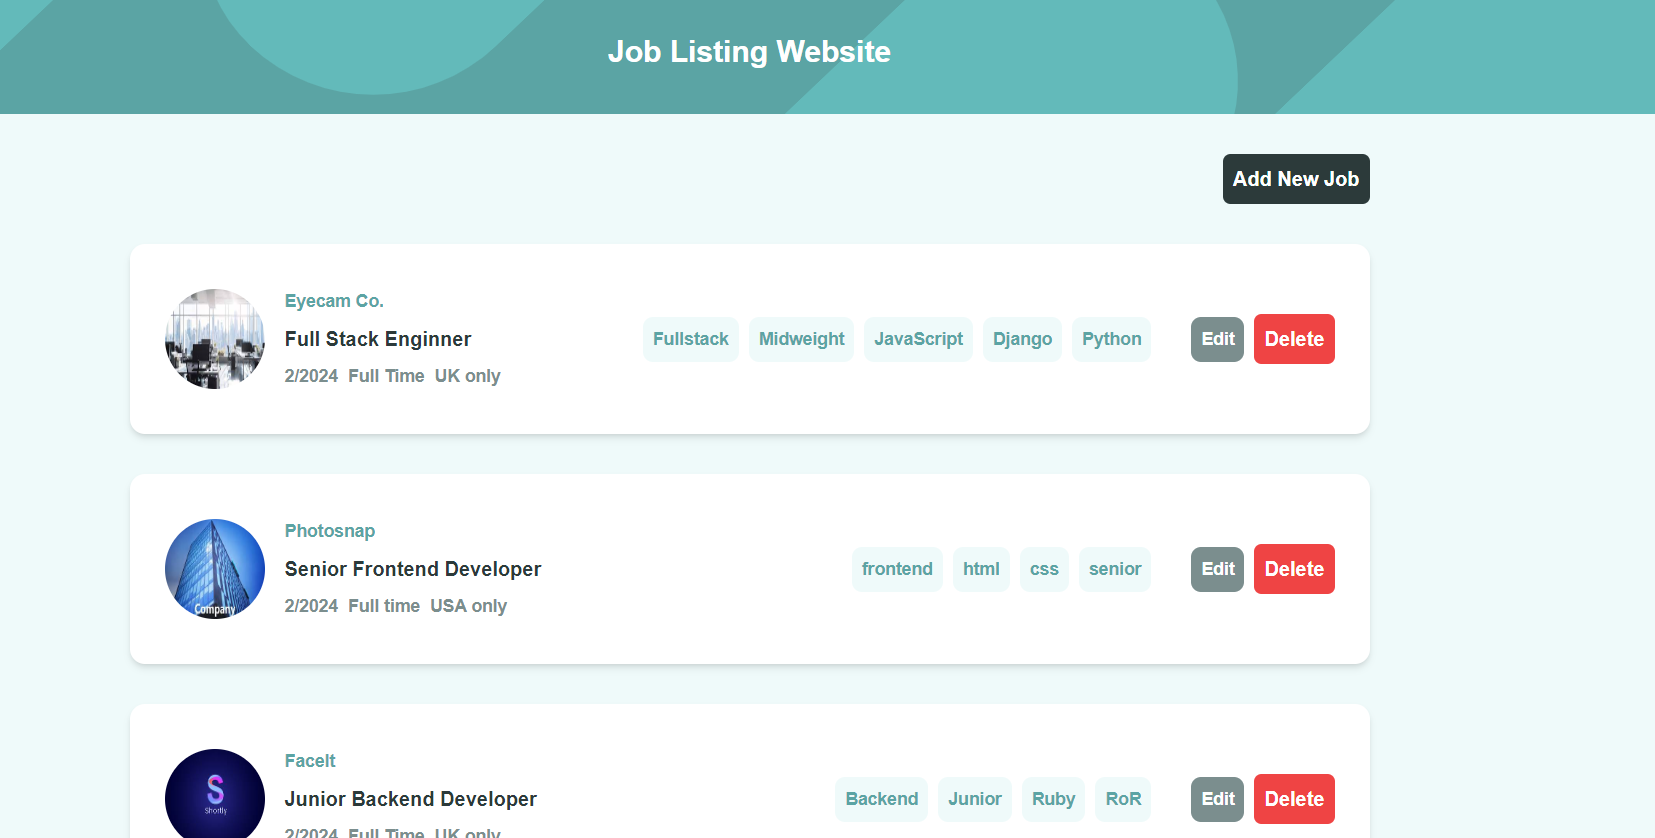 Job Listing Website
Add New Job
Eyecam Co.
Full Stack Enginner
2/2024 Full Time UK only
Fullstack Midweight JavaScript Django Python Edit Delete
Photosnap
Senior Frontend Developer
2/2024 Full time USA only
Company
frontend html css senior Edit Delete
FaceIt
Junior Backend Developer
2/2024 Full Time UK only
S
Shortly
Backend Junior Ruby RoR Edit Delete